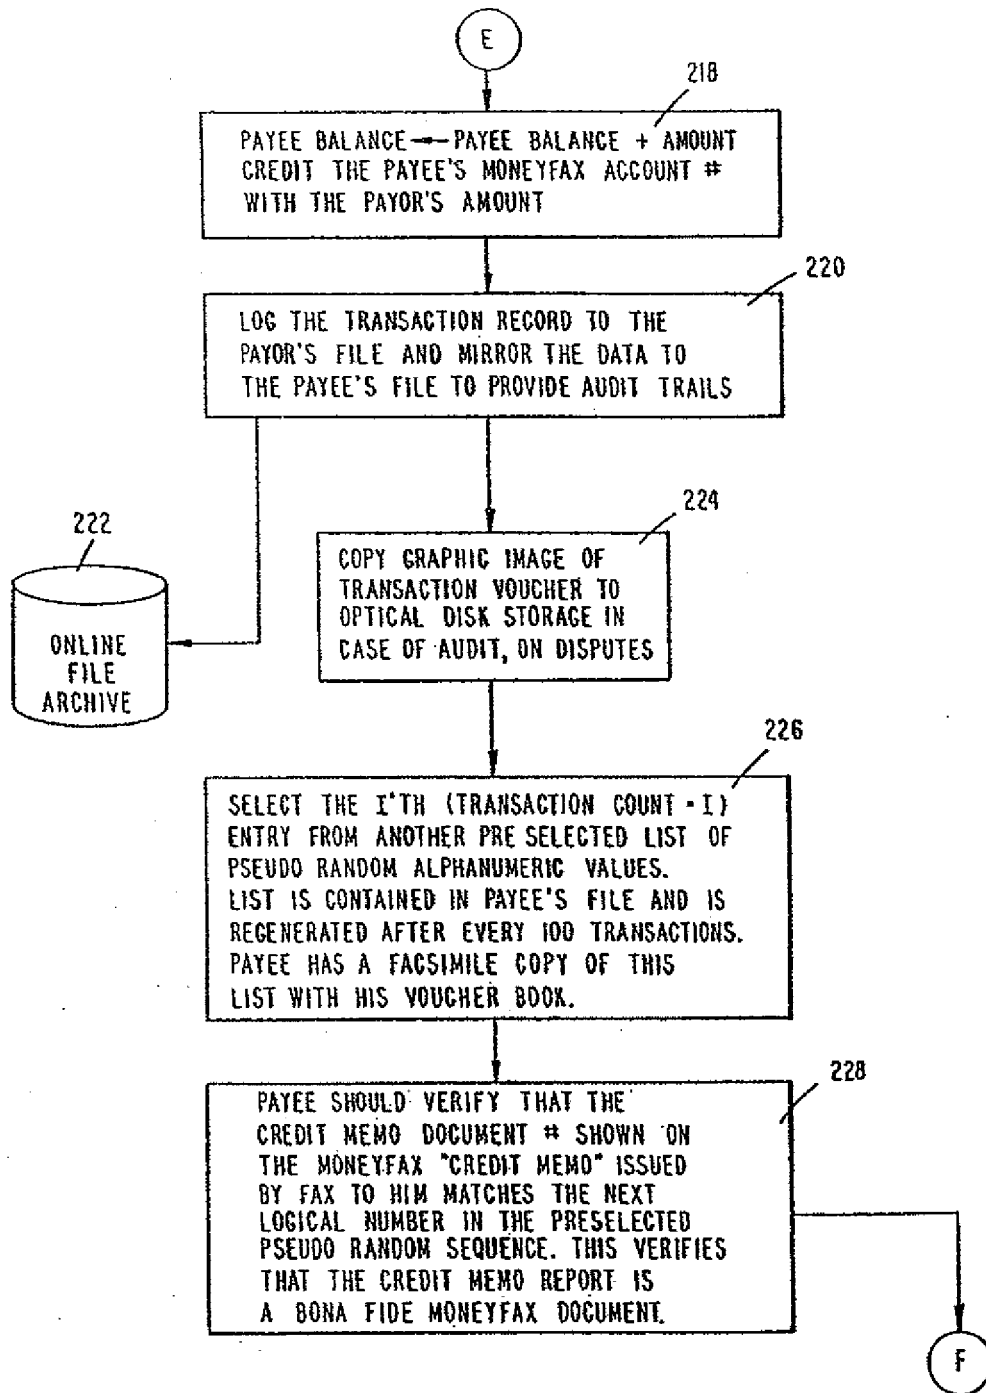 E
218
PAYEE BALANCE ← PAYEE BALANCE + AMOUNT
CREDIT THE PAYEE'S MONEYFAX ACCOUNT #
WITH THE PAYOR'S AMOUNT
220
LOG THE TRANSACTION RECORD TO THE
PAYOR'S FILE AND MIRROR THE DATA TO
THE PAYEE'S FILE TO PROVIDE AUDIT TRAILS
222
ONLINE
FILE
ARCHIVE
224
COPY GRAPHIC IMAGE OF
TRANSACTION VOUCHER TO
OPTICAL DISK STORAGE IN
CASE OF AUDIT, ON DISPUTES
226
SELECT THE I'TH (TRANSACTION COUNT - I)
ENTRY FROM ANOTHER PRE SELECTED LIST OF
PSEUDO RANDOM ALPHANUMERIC VALUES.
LIST IS CONTAINED IN PAYEE'S FILE AND IS
REGENERATED AFTER EVERY 100 TRANSACTIONS.
PAYEE HAS A FACSIMILE COPY OF THIS
LIST WITH HIS VOUCHER BOOK.
228
PAYEE SHOULD VERIFY THAT THE
CREDIT MEMO DOCUMENT # SHOWN ON
THE MONEYFAX "CREDIT MEMO" ISSUED
BY FAX TO HIM MATCHES THE NEXT
LOGICAL NUMBER IN THE PRESELECTED
PSEUDO RANDOM SEQUENCE. THIS VERIFIES
THAT THE CREDIT MEMO REPORT IS
A BONA FIDE MONEYFAX DOCUMENT.
F